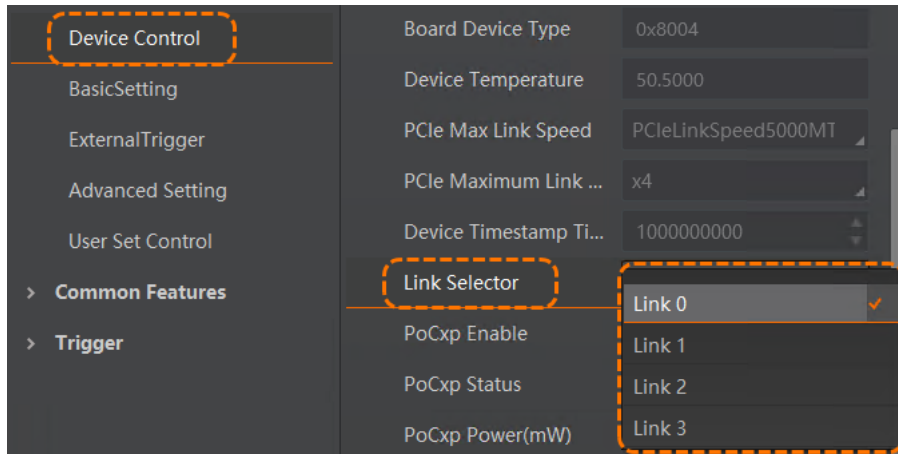 Device Control
BasicSetting
ExternalTrigger
Advanced Setting
User Set Control
> Common Features
> Trigger
Board Device Type 0x8004
Device Temperature 50.5000
PCIe Max Link Speed PCIeLinkSpeed5000MT
PCIe Maximum Link ... x4
Device Timestamp Ti... 1000000000
Link Selector
PoCxp Enable
PoCxp Status
PoCxp Power(mW)
Link 0
Link 1
Link 2
Link 3